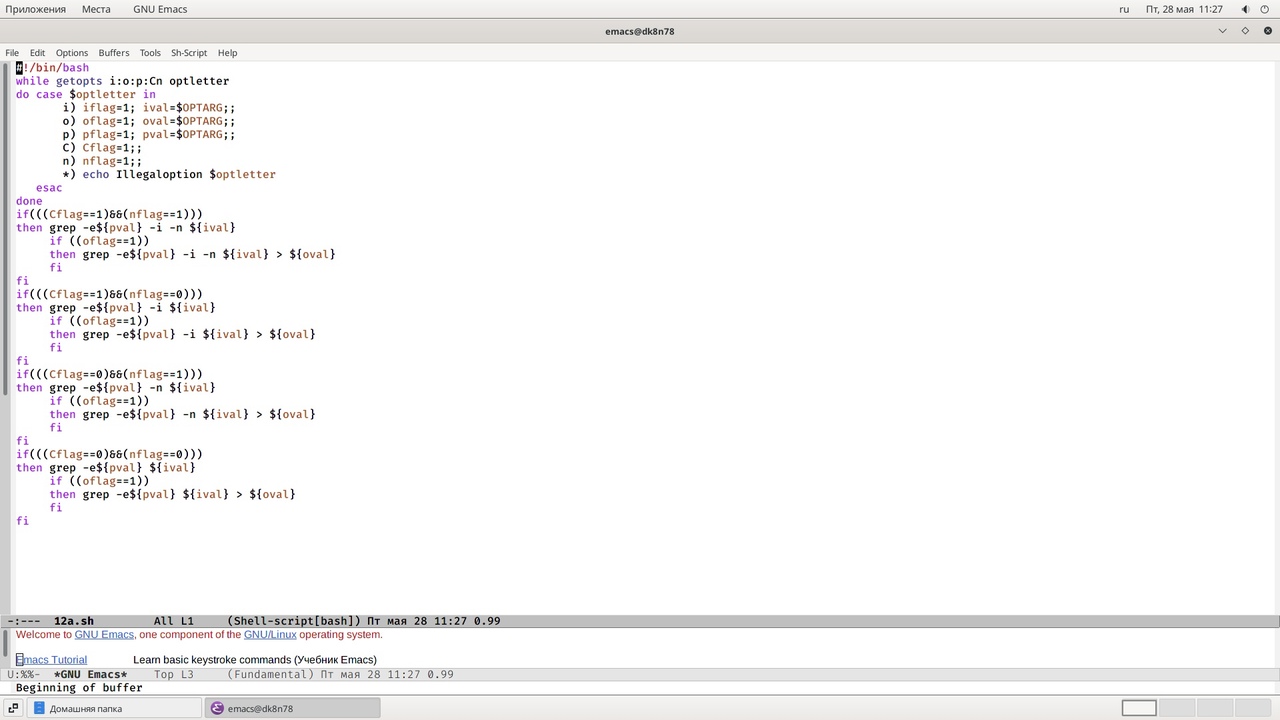 Приложения Места GNU Emacs ru Пт, 28 мая 11:27
emacs@dk8n78
File Edit Options Buffers Tools Sh-Script Help
#!/bin/bash
while getopts i:o:p:Cn optletter
do case $optletter in
       i) iflag=1; ival=$OPTARG;;
       o) oflag=1; oval=$OPTARG;;
       p) pflag=1; pval=$OPTARG;;
       C) Cflag=1;;
       n) nflag=1;;
       *) echo Illegaloption $optletter
   esac
done
if(((Cflag==1)&&(nflag==1)))
then grep -e${pval} -i -n ${ival}
     if ((oflag==1))
     then grep -e${pval} -i -n ${ival} > ${oval}
     fi
fi
if(((Cflag==1)&&(nflag==0)))
then grep -e${pval} -i ${ival}
     if ((oflag==1))
     then grep -e${pval} -i ${ival} > ${oval}
     fi
fi
if(((Cflag==0)&&(nflag==1)))
then grep -e${pval} -n ${ival}
     if ((oflag==1))
     then grep -e${pval} -n ${ival} > ${oval}
     fi
fi
if(((Cflag==0)&&(nflag==0)))
then grep -e${pval} ${ival}
     if ((oflag==1))
     then grep -e${pval} ${ival} > ${oval}
     fi
fi
-:--- 12a.sh All L1 (Shell-script[bash]) Пт мая 28 11:27 0.99
Welcome to GNU Emacs, one component of the GNU/Linux operating system.
Emacs Tutorial Learn basic keystroke commands (Учебник Emacs)
U:%%- *GNU Emacs* Top L3 (Fundamental) Пт мая 28 11:27 0.99
Beginning of buffer
Домашняя папка emacs@dk8n78